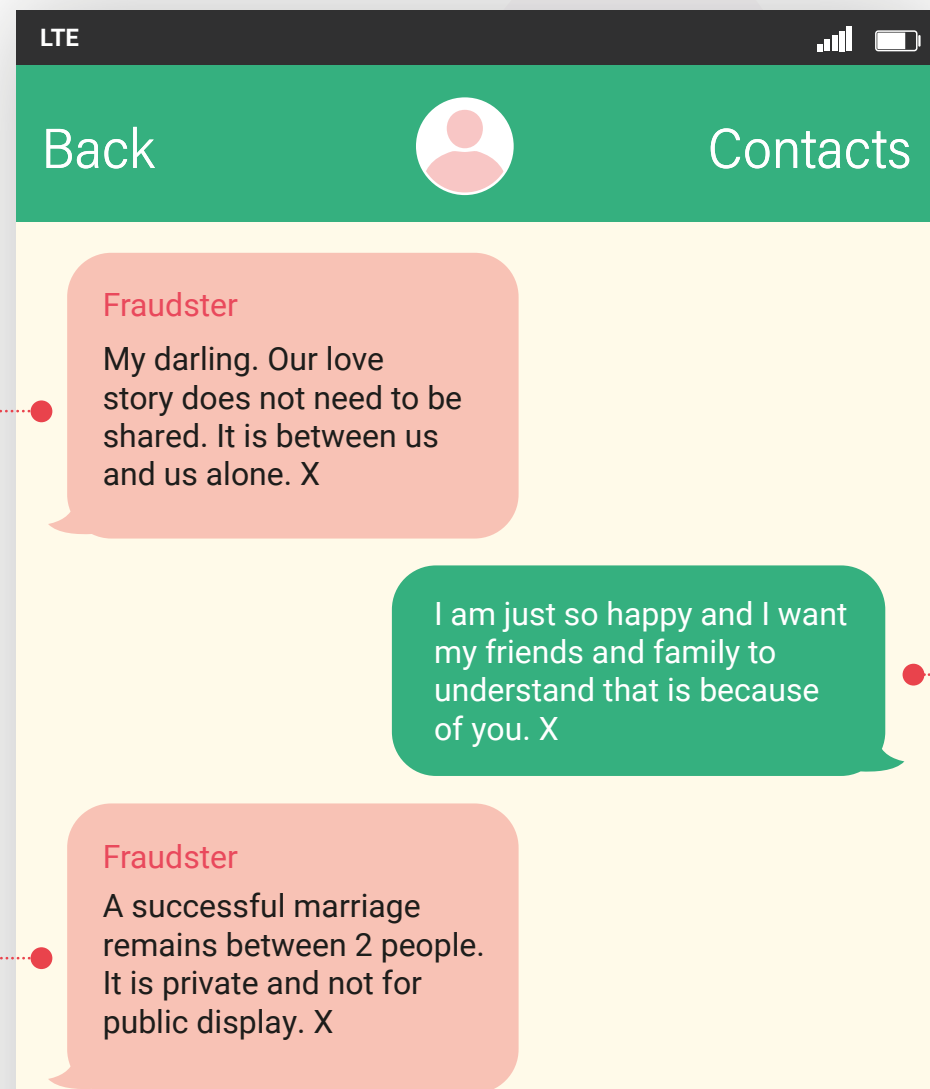 LTE
Back
Contacts
Fraudster
My darling. Our love
story does not need to be
shared. It is between us
and us alone. X
I am just so happy and I want
my friends and family to
understand that is because
of you. X
Fraudster
A successful marriage
remains between 2 people.
It is private and not for
public display. X